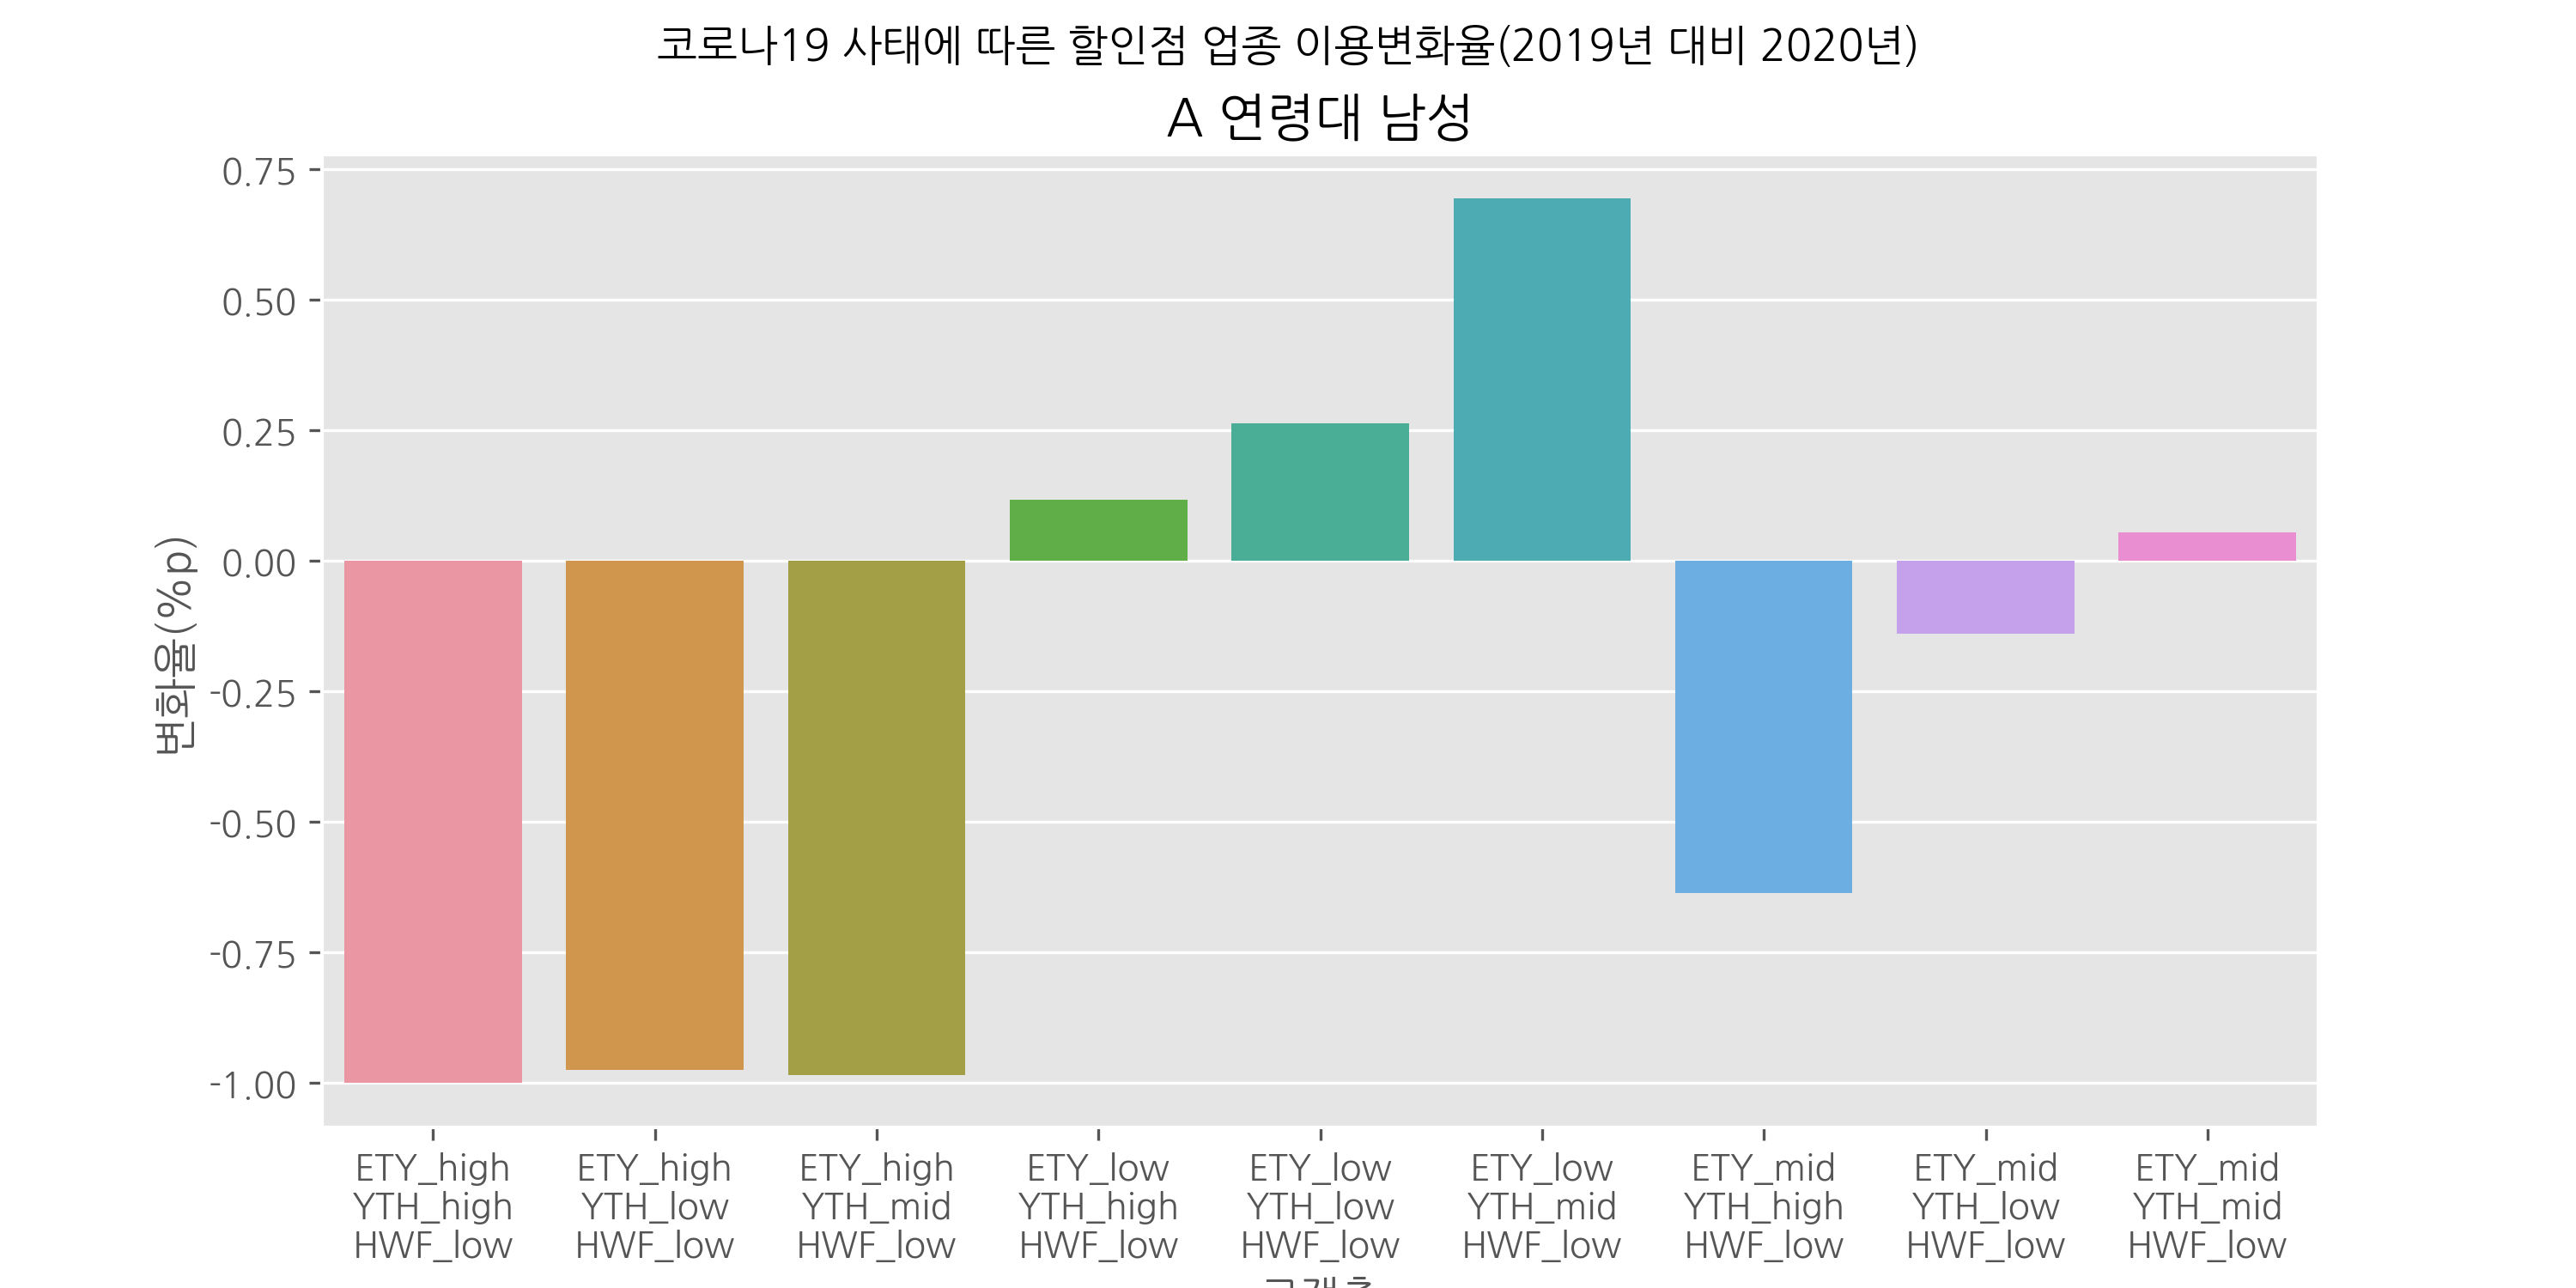 코로나19 사태에 따른 할인점 업종 이용변화율(2019년 대비 2020년)
A 연령대 남성
0.75
0.50
0.25
0.00
-0.25
-0.50
-0.75
-1.00
변화율(%p)
ETY_high ETY_high ETY_high ETY_low ETY_low ETY_low ETY_mid ETY_mid ETY_mid
YTH_high YTH_low YTH_mid YTH_high YTH_low YTH_mid YTH_high YTH_low YTH_mid
HWF_low HWF_low HWF_low HWF_low HWF_low HWF_low HWF_low HWF_low HWF_low